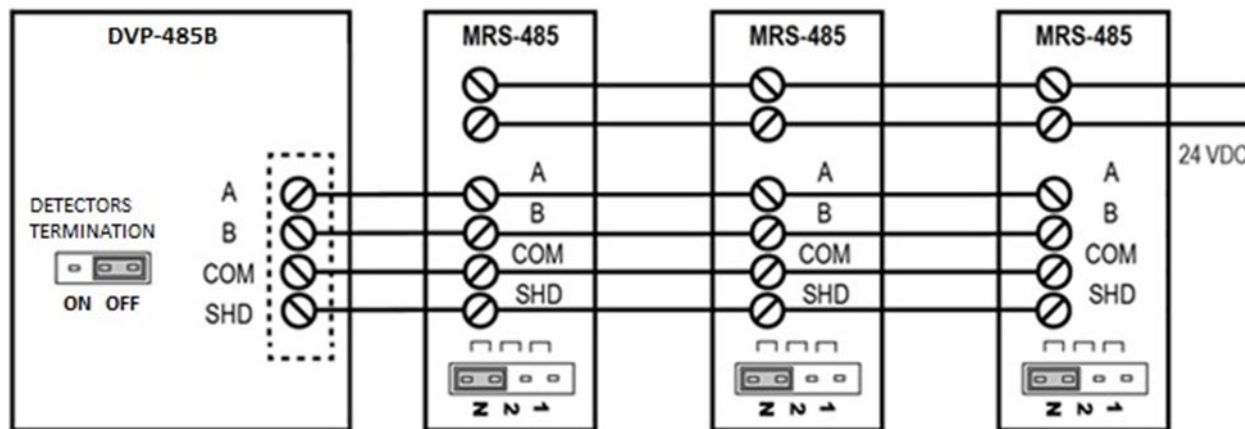 DVP-485B
MRS-485
MRS-485
MRS-485
24 VDC
DETECTORS
TERMINATION
ON OFF
A
B
COM
SHD
A
B
COM
SHD
A
B
COM
SHD
A
B
COM
SHD
N 2 1
N 2 1
N 2 1